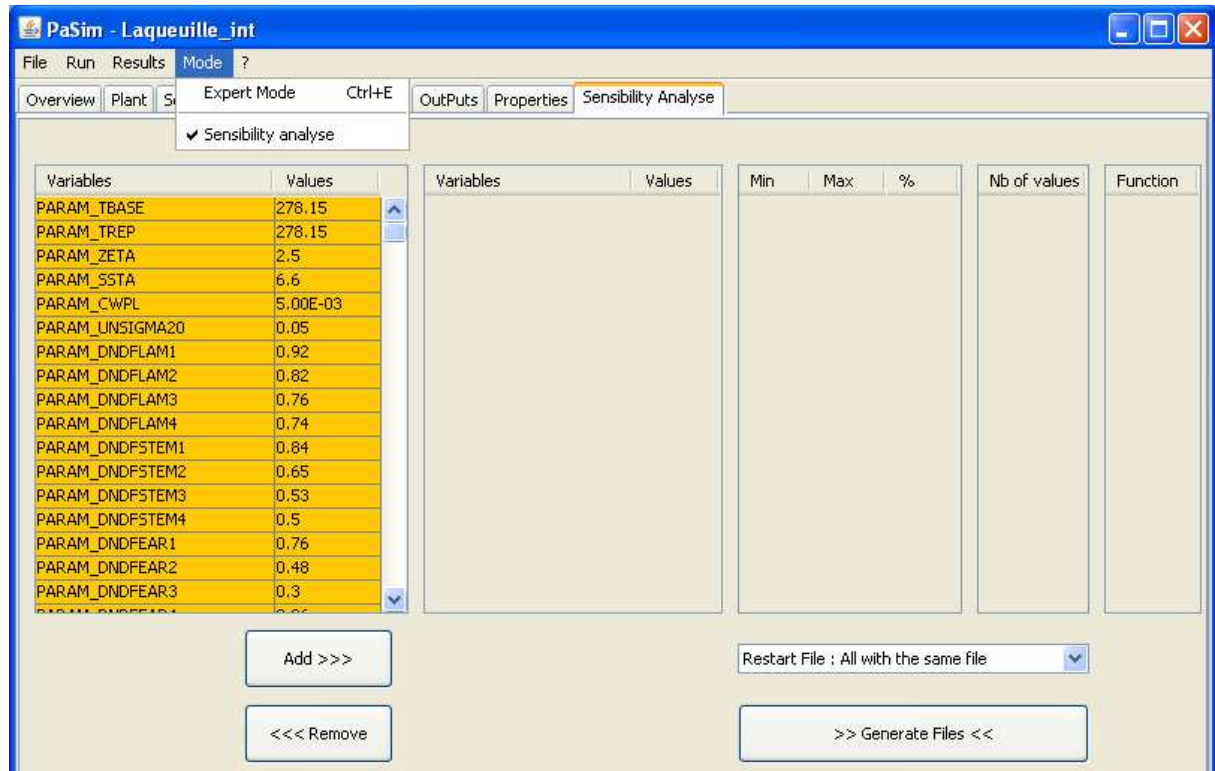 PaSim - Laqueuille_int
File Run Results Mode ?
Expert Mode Ctrl+E
Overview Plant OutPuts Properties Sensibility Analyse
Sensibility analyse
Variables Values Variables Values Min Max % Nb of values Function
PARAM_TBASE 278.15
PARAM_TREP 278.15
PARAM_ZETA 2.5
PARAM_SSTA 6.6
PARAM_CWPL 5.00E-03
PARAM_UNSIGMA20 0.05
PARAM_DNDFLAM1 0.92
PARAM_DNDFLAM2 0.82
PARAM_DNDFLAM3 0.76
PARAM_DNDFLAM4 0.74
PARAM_DNDFSTEM1 0.84
PARAM_DNDFSTEM2 0.65
PARAM_DNDFSTEM3 0.53
PARAM_DNDFSTEM4 0.5
PARAM_DNDFEAR1 0.76
PARAM_DNDFEAR2 0.48
PARAM_DNDFEAR3 0.3
Add >>> Restart File : All with the same file
<<< Remove >> Generate Files <<